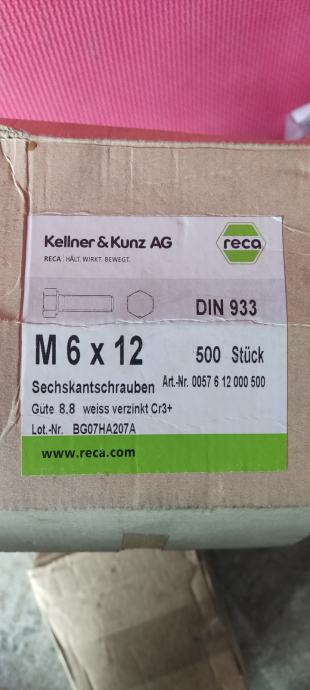 Kellner & Kunz AG
reca
RECA: HÄLT. WIRKT. BEWEGT.
DIN 933
M 6 x 12
500 Stück
Sechskantschrauben
Art.-Nr. 0057 6 12 000 500
Güte 8,8 weiss verzinkt Cr3+
Lot.-Nr. BG07HA207A
www.reca.com